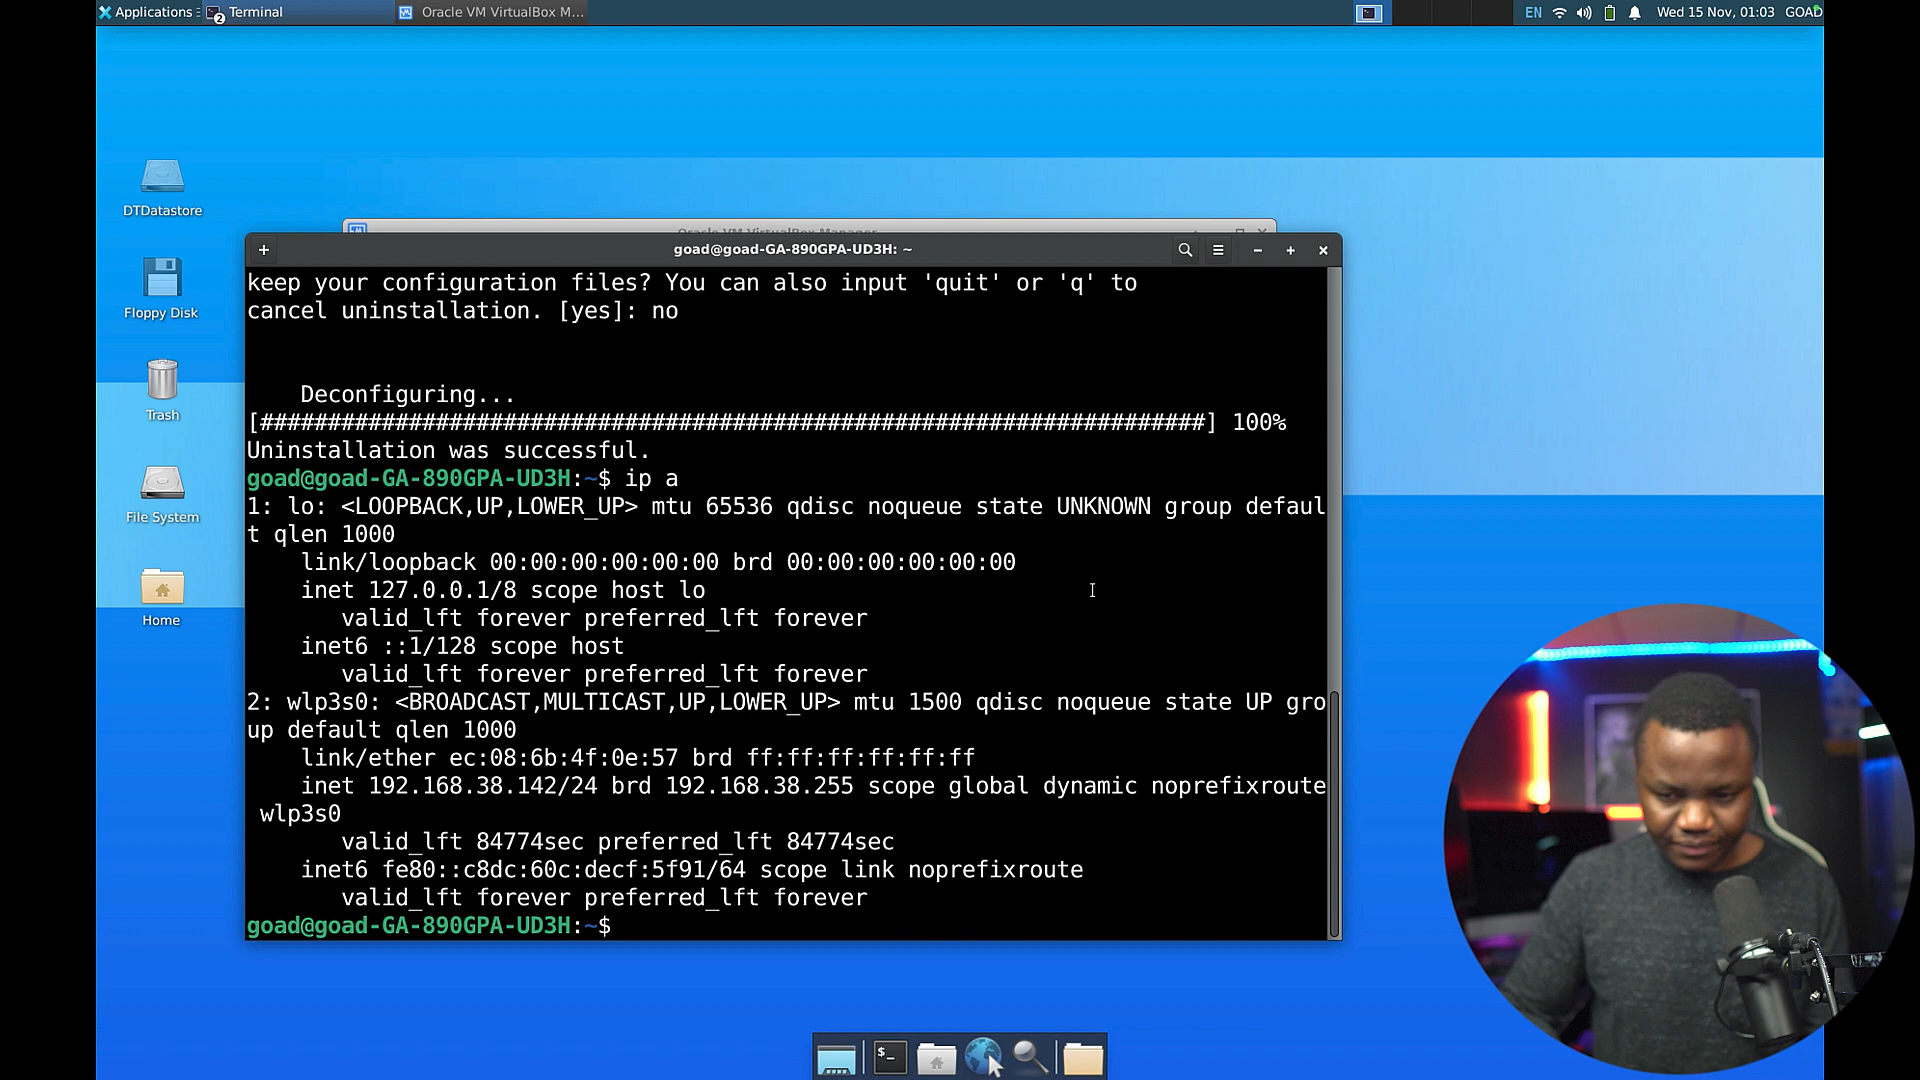 Applications
2
Terminal
Oracle VM VirtualBox M...
EN
Wed 15 Nov, 01:03
GOAD
DTDatastore
Floppy Disk
Trash
File System
Home
Oracle VM VirtualBox Manager
goad@goad-GA-890GPA-UD3H: ~
keep your configuration files? You can also input 'quit' or 'q' to
cancel uninstallation. [yes]: no
Deconfiguring...
[######################################################################] 100%
Uninstallation was successful.
goad@goad-GA-890GPA-UD3H:~$ ip a
1: lo: <LOOPBACK,UP,LOWER_UP> mtu 65536 qdisc noqueue state UNKNOWN group defaul
t qlen 1000
link/loopback 00:00:00:00:00:00 brd 00:00:00:00:00:00
inet 127.0.0.1/8 scope host lo
valid_lft forever preferred_lft forever
inet6 ::1/128 scope host
valid_lft forever preferred_lft forever
2: wlp3s0: <BROADCAST,MULTICAST,UP,LOWER_UP> mtu 1500 qdisc noqueue state UP gro
up default qlen 1000
link/ether ec:08:6b:4f:0e:57 brd ff:ff:ff:ff:ff:ff
inet 192.168.38.142/24 brd 192.168.38.255 scope global dynamic noprefixroute
wlp3s0
valid_lft 84774sec preferred_lft 84774sec
inet6 fe80::c8dc:60c:decf:5f91/64 scope link noprefixroute
valid_lft forever preferred_lft forever
goad@goad-GA-890GPA-UD3H:~$
$_